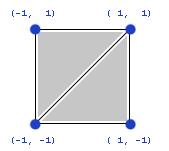 (-1,  1) ( 1,  1)
(-1, -1) ( 1, -1)